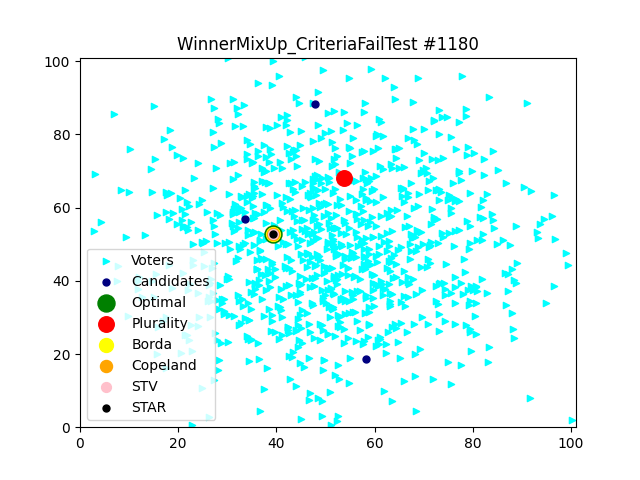 WinnerMixUp_CriteriaFailTest #1180
100
80
60
40
20
0
0 20 40 60 80 100
Voters
Candidates
Optimal
Plurality
Borda
Copeland
STV
STAR